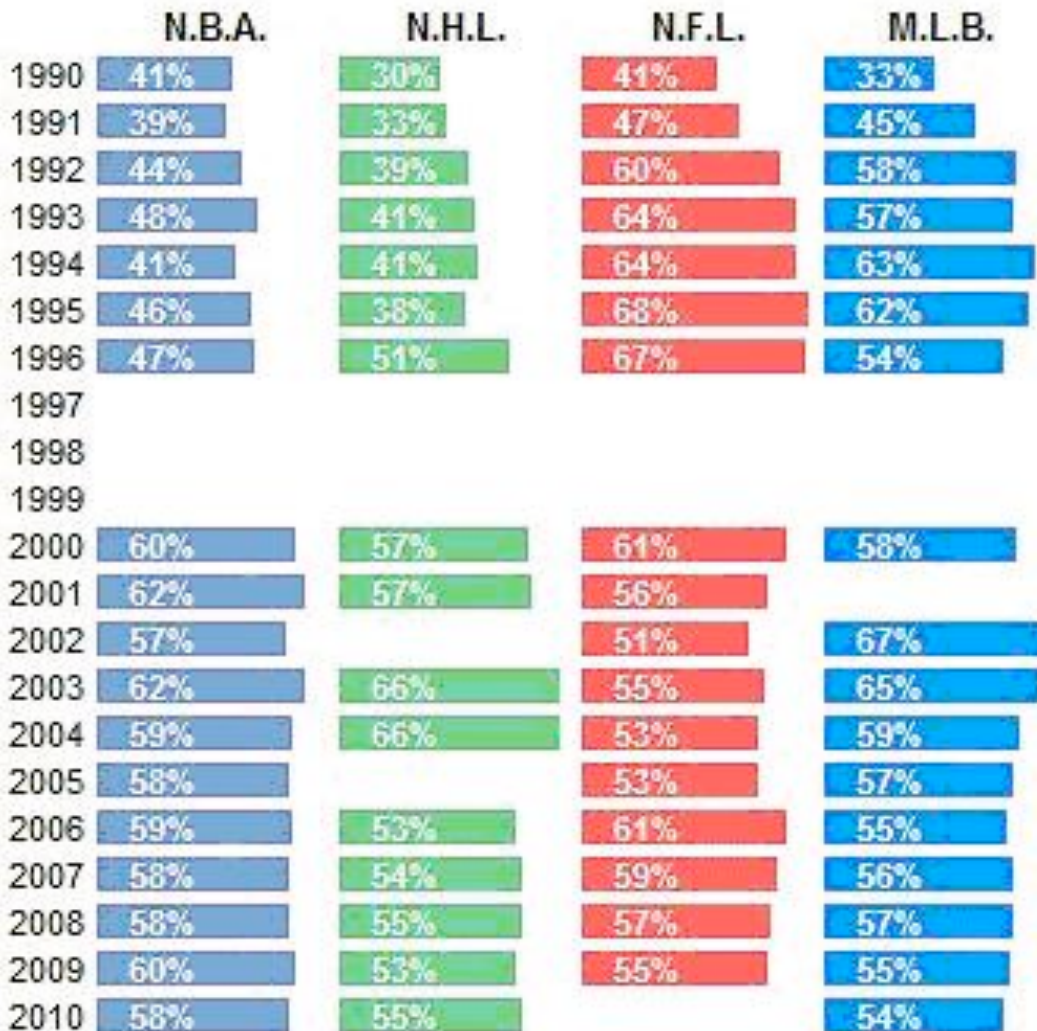 N.B.A. N.H.L. N.F.L. M.L.B.
1990 41% 30% 41% 33%
1991 39% 33% 47% 45%
1992 44% 39% 60% 58%
1993 48% 41% 64% 57%
1994 41% 41% 64% 63%
1995 46% 38% 68% 62%
1996 47% 51% 67% 54%
1997
1998
1999
2000 60% 57% 61% 58%
2001 62% 57% 56%
2002 57% 51% 67%
2003 62% 66% 55% 65%
2004 59% 66% 53% 59%
2005 58% 53% 57%
2006 59% 53% 61% 55%
2007 58% 54% 59% 56%
2008 58% 55% 57% 57%
2009 60% 53% 55% 55%
2010 58% 55% 54%